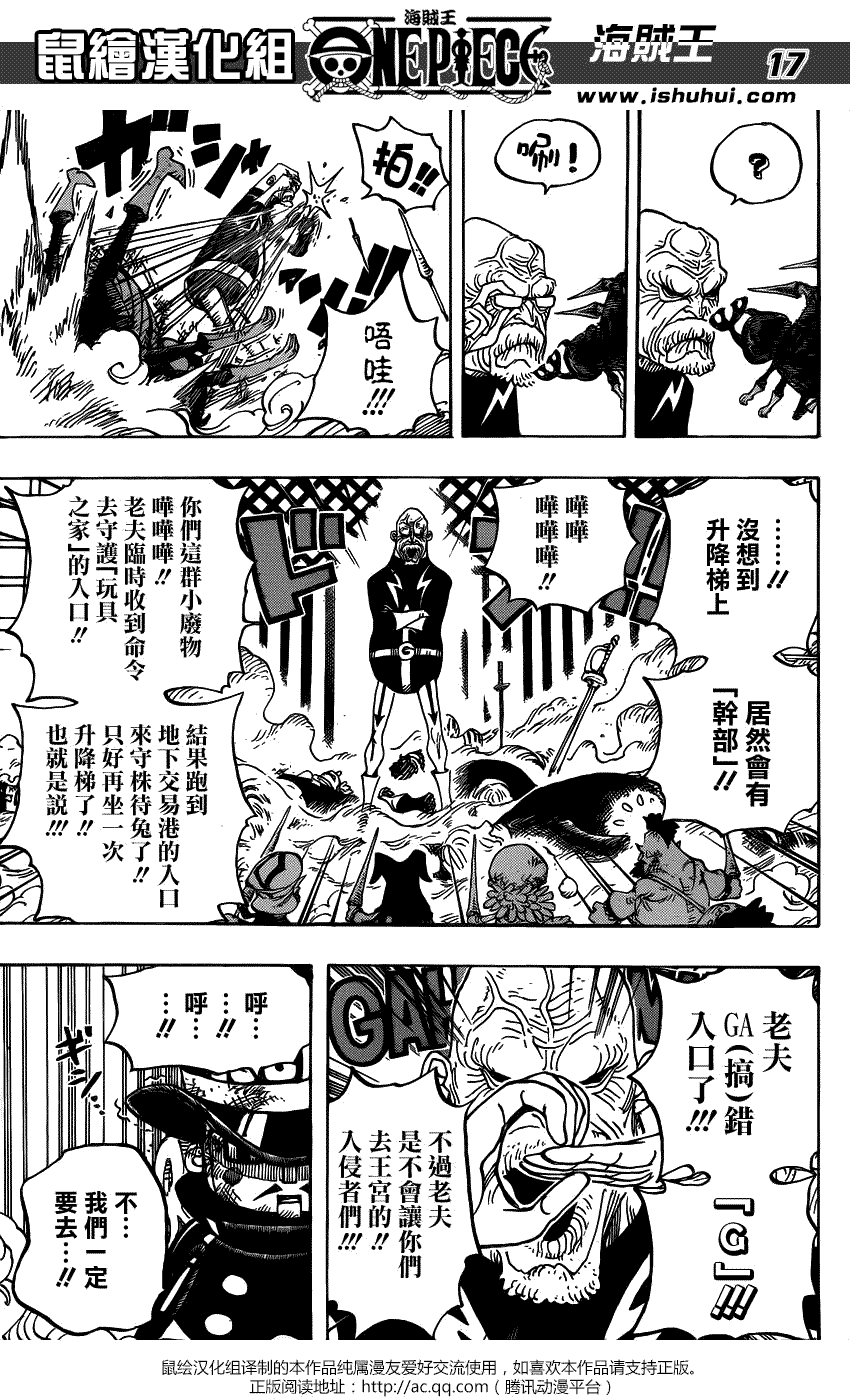 鼠繪漢化組
海賊王
ONE PIECE
海賊王
17
www.ishuhui.com
?
唰!
拍!!
ガシャ
唔
哇!!!
……!!
沒想到
升降梯上
居然會有
「幹部」!!
嘩嘩
嘩嘩嘩!!
ド
你們這群小廢物
嘩嘩嘩!!
老夫臨時收到命令
去守護「玩具
之家」的入口!!
結果跑到
地下交易港的入口
來守株待兔了!!
只好再坐一次
升降梯了!!
也就是説!!!
G
老夫
GA(搞)錯
入口了!!!
『G』!!!
不過老夫
是不會讓你們
去王宮的!!
入侵者們!!!
呼…
呼…!!
…!!
不…
我們一定
要去…!!
鼠绘汉化组译制的本作品纯属漫友爱好交流使用，如喜欢本作品请支持正版。
正版阅读地址：http://ac.qq.com（腾讯动漫平台）